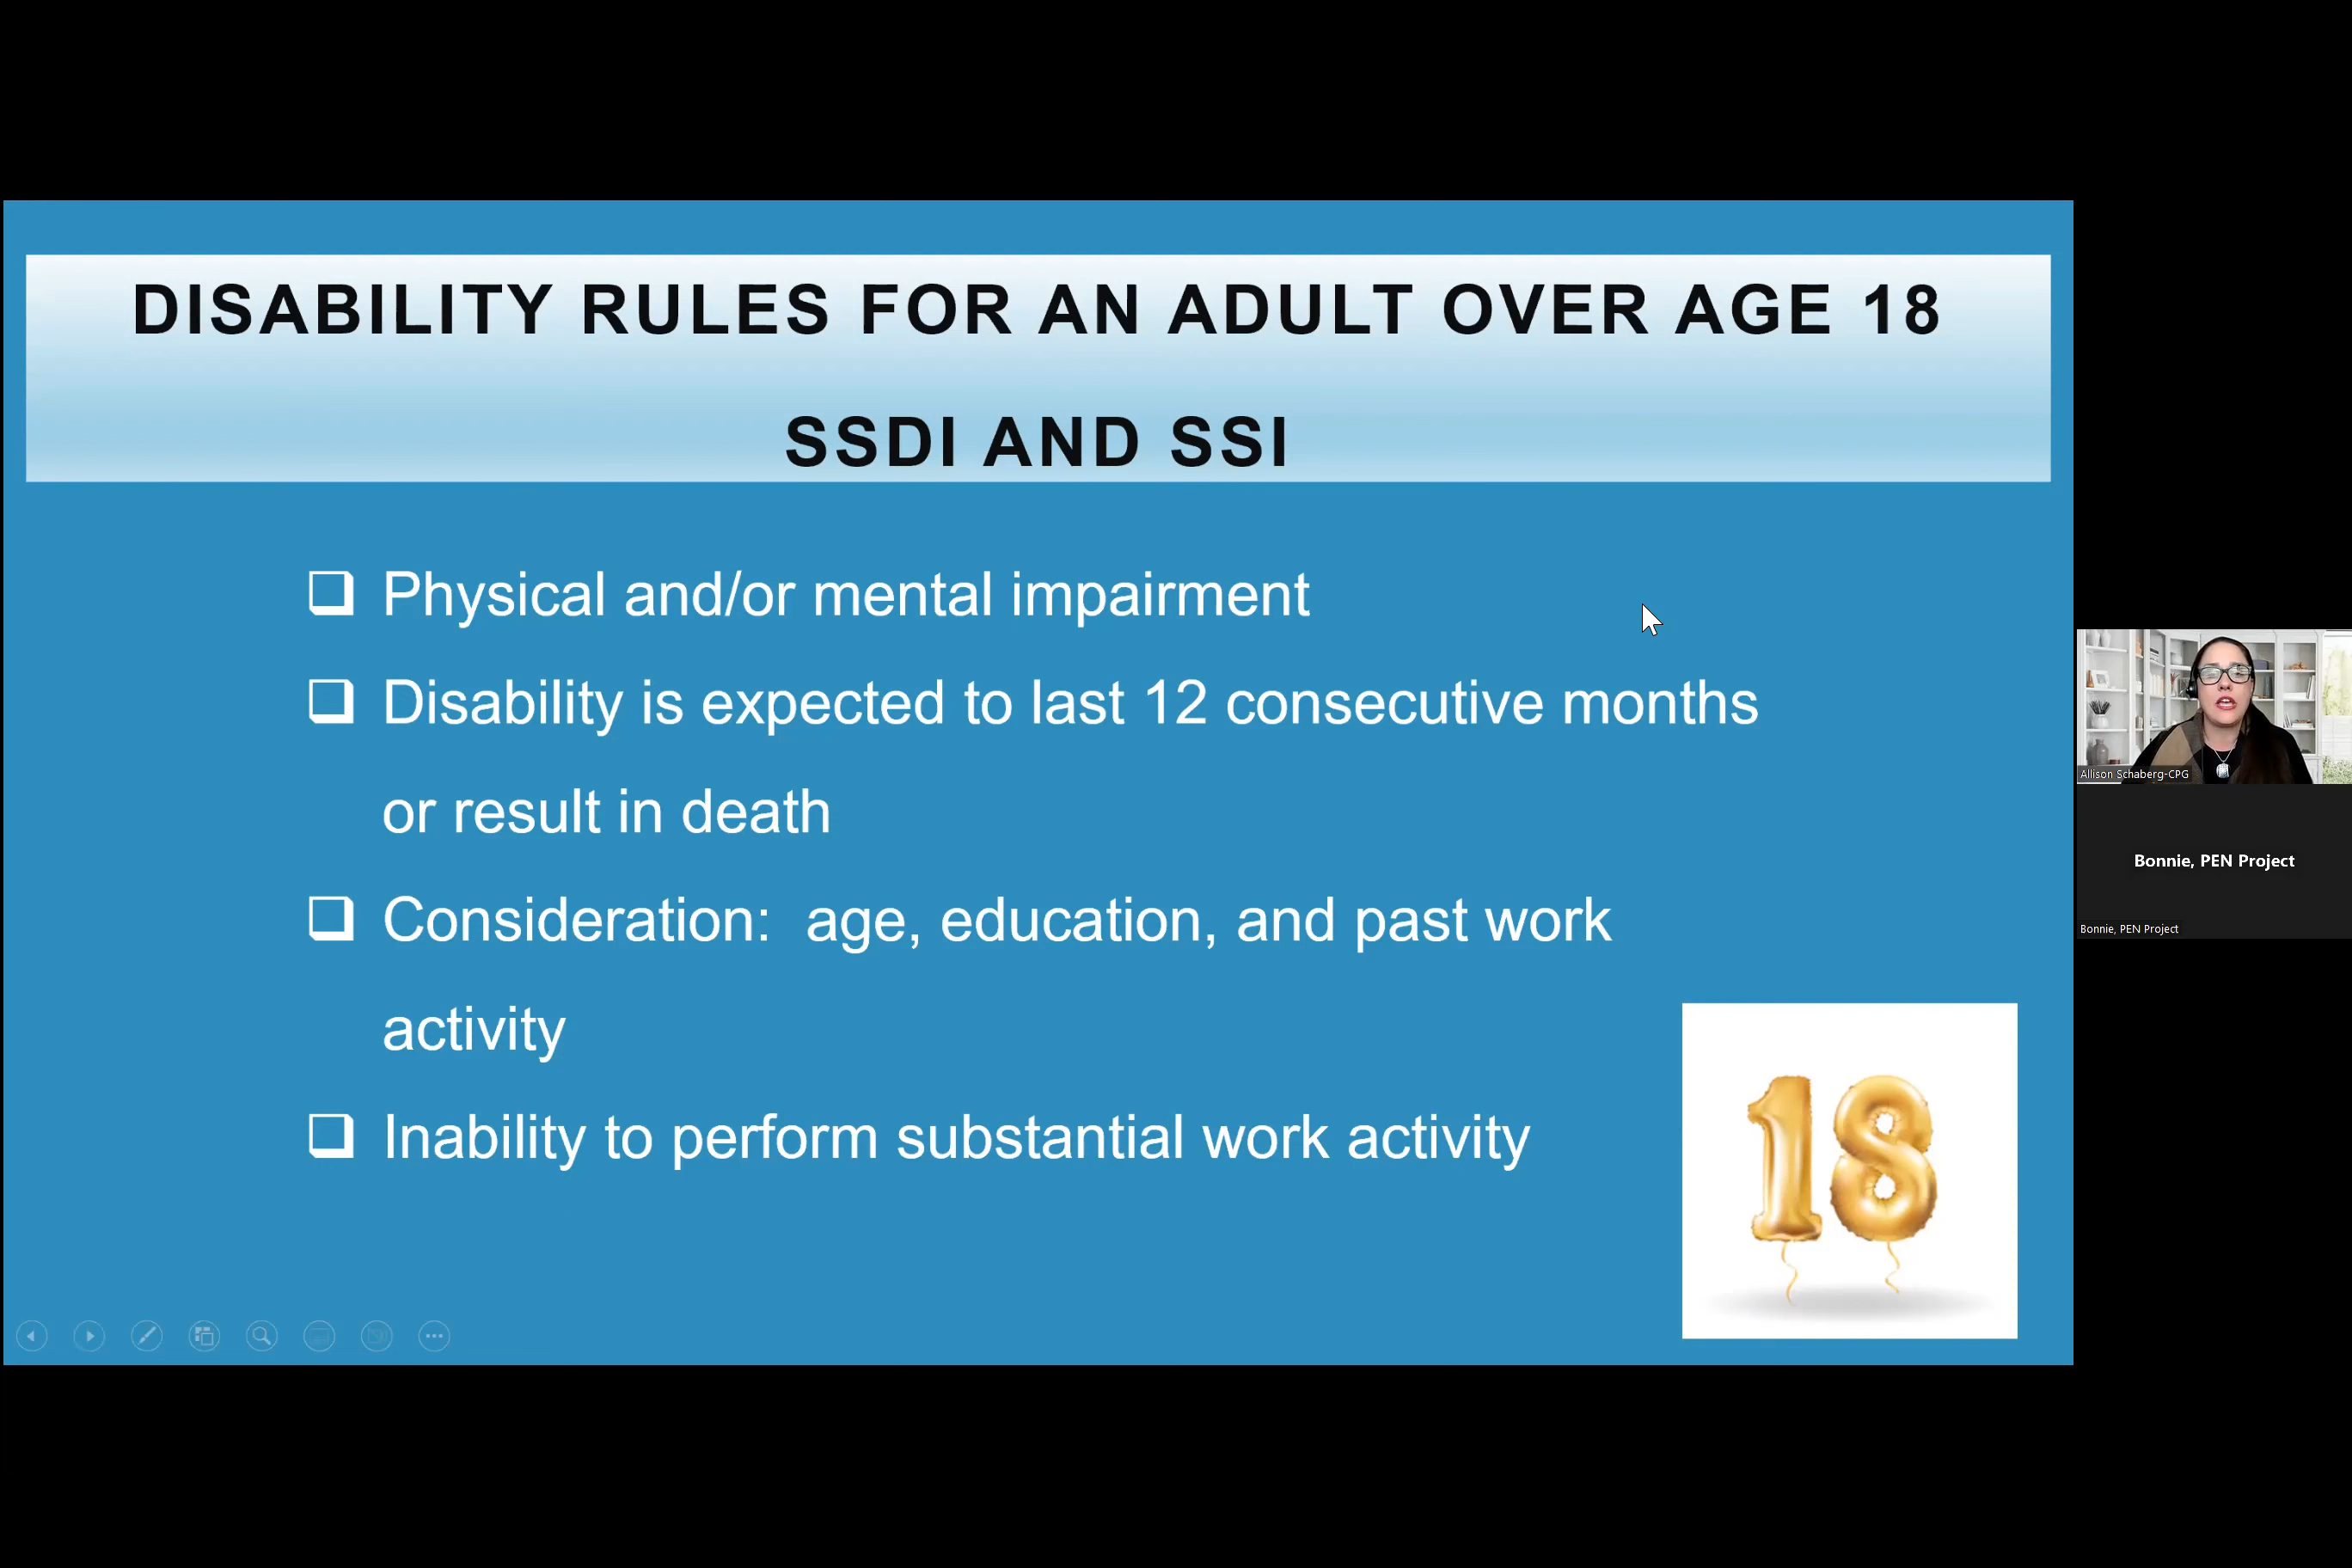 DISABILITY RULES FOR AN ADULT OVER AGE 18
SSDI AND SSI
Physical and/or mental impairment
Disability is expected to last 12 consecutive months
or result in death
Consideration:  age, education, and past work
activity
Inability to perform substantial work activity
18
Allison Schaberg-CPG
Bonnie, PEN Project
Bonnie, PEN Project